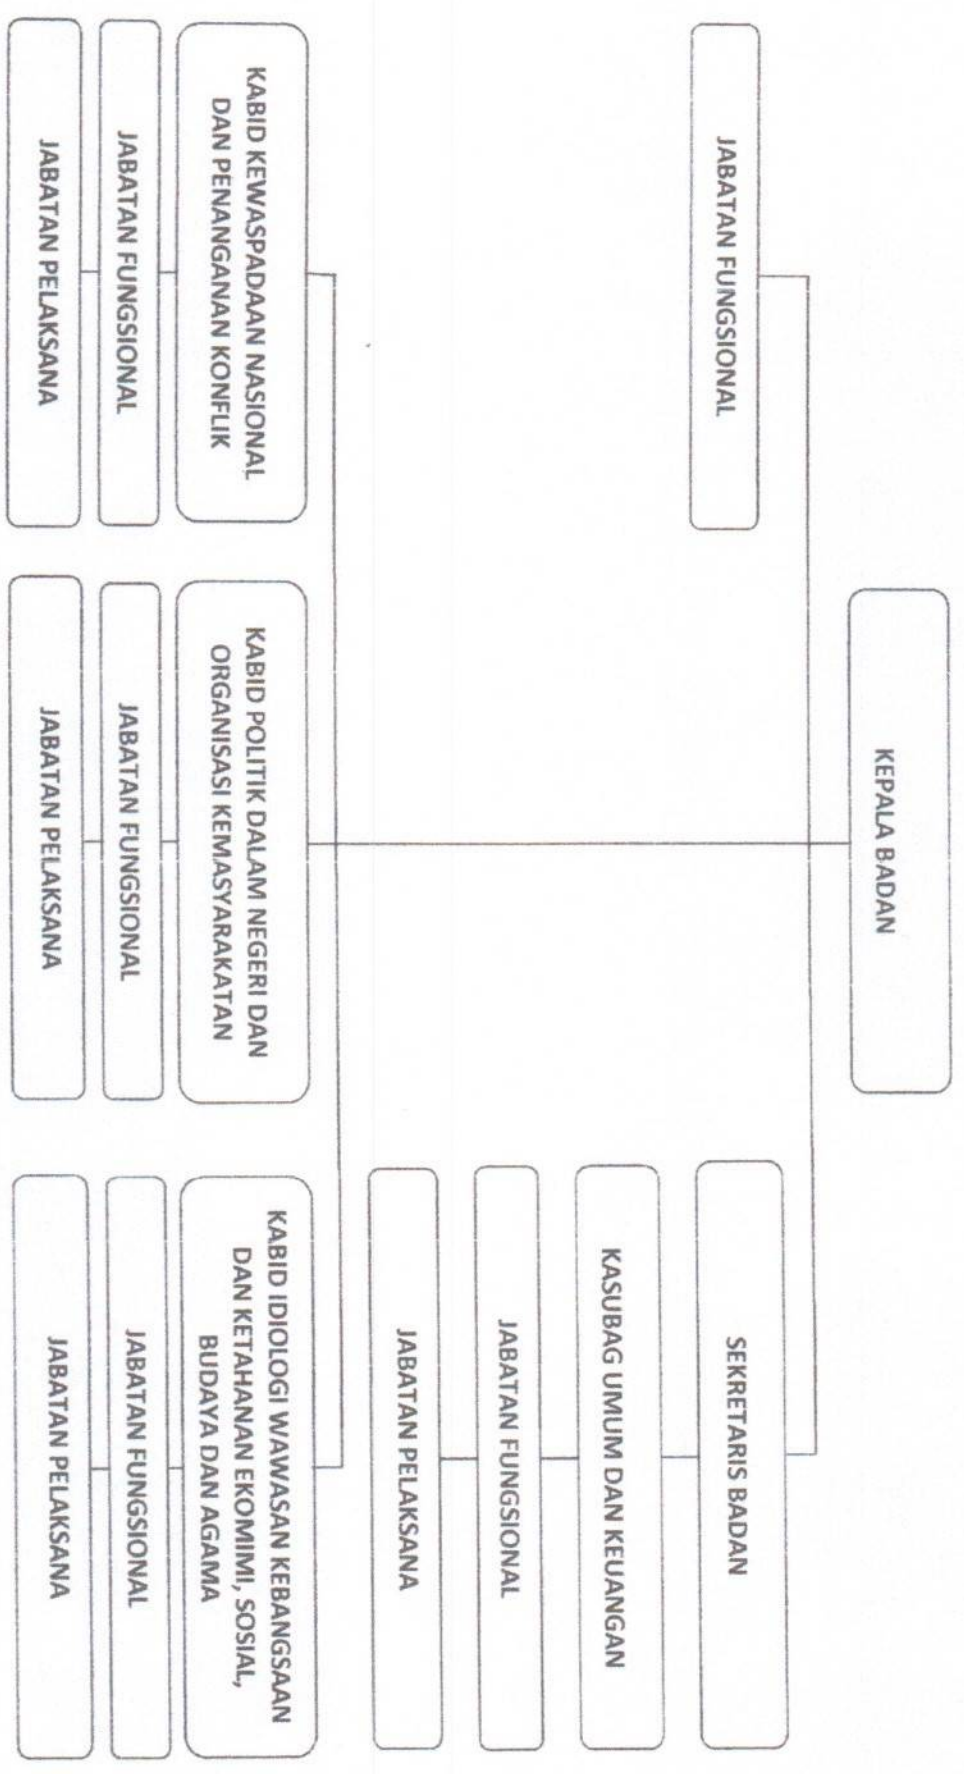 KEPALA BADAN
JABATAN FUNGSIONAL
SEKRETARIS BADAN
KASUBAG UMUM DAN KEUANGAN
JABATAN FUNGSIONAL
JABATAN PELAKSANA
KABID KEWASPADAAN NASIONAL
DAN PENANGANAN KONFLIK
JABATAN FUNGSIONAL
JABATAN PELAKSANA
KABID POLITIK DALAM NEGERI DAN
ORGANISASI KEMASYARAKATAN
JABATAN FUNGSIONAL
JABATAN PELAKSANA
KABID IDIOLOGI WAWASAN KEBANGSAAN
DAN KETAHANAN EKOMIMI, SOSIAL,
BUDAYA DAN AGAMA
JABATAN FUNGSIONAL
JABATAN PELAKSANA